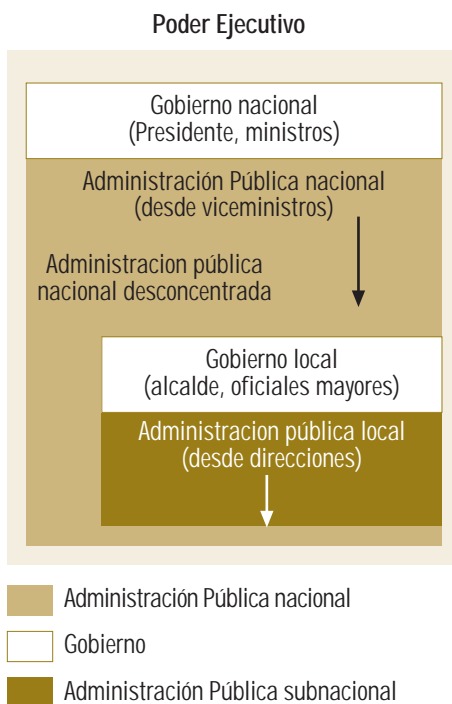 Poder Ejecutivo
Gobierno nacional
(Presidente, ministros)
Administración Pública nacional
(desde viceministros)
Administracion pública
nacional desconcentrada
Gobierno local
(alcalde, oficiales mayores)
Administracion pública local
(desde direcciones)
Administración Pública nacional
Gobierno
Administración Pública subnacional